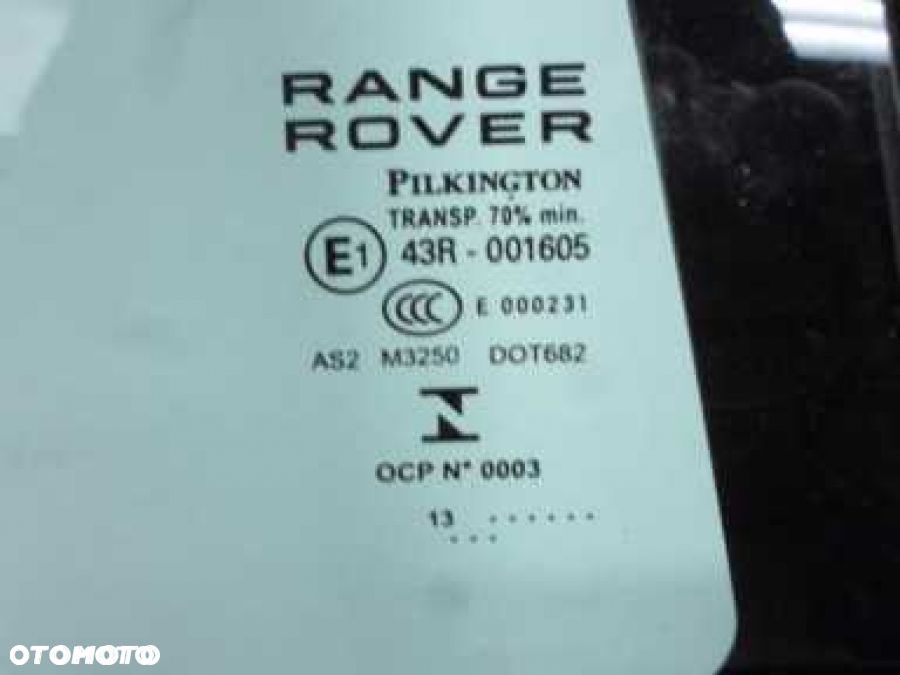 RANGE
ROVER
PILKINGTON
TRANSP. 70% min.
E1 43R - 001605
CCC E 000231
AS2 M3250 DOT682
OCP N° 0003
13 . . . . . .
. . .
OTOMOTO